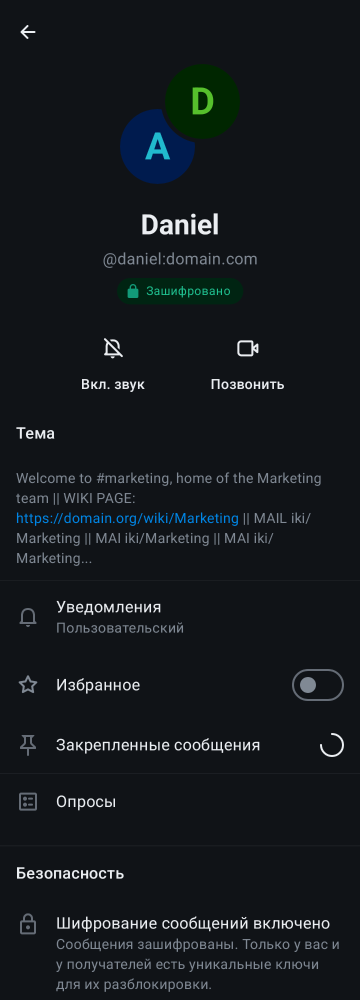 D
A
Daniel
@daniel:domain.com
Зашифровано
Вкл. звук
Позвонить
Тема
Welcome to #marketing, home of the Marketing
team || WIKI PAGE:
https://domain.org/wiki/Marketing || MAIL iki/
Marketing || MAI iki/Marketing || MAI iki/
Marketing...
Уведомления
Пользовательский
Избранное
Закрепленные сообщения
Опросы
Безопасность
Шифрование сообщений включено
Сообщения зашифрованы. Только у вас и
у получателей есть уникальные ключи
для их разблокировки.